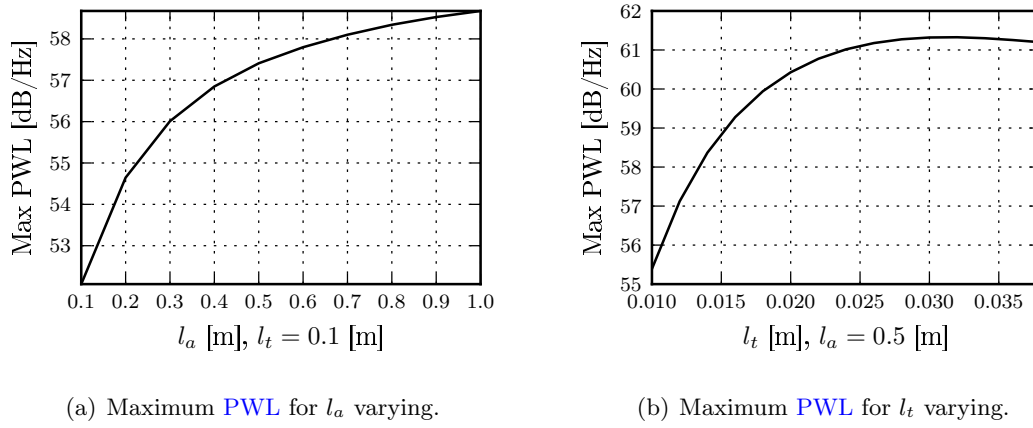 Max PWL [dB/Hz]
58
57
56
55
54
53
0.1 0.2 0.3 0.4 0.5 0.6 0.7 0.8 0.9 1.0
l_a [m], l_t = 0.1 [m]
(a) Maximum PWL for l_a varying.
Max PWL [dB/Hz]
62
61
60
59
58
57
56
55
0.010 0.015 0.020 0.025 0.030 0.035
l_t [m], l_a = 0.5 [m]
(b) Maximum PWL for l_t varying.